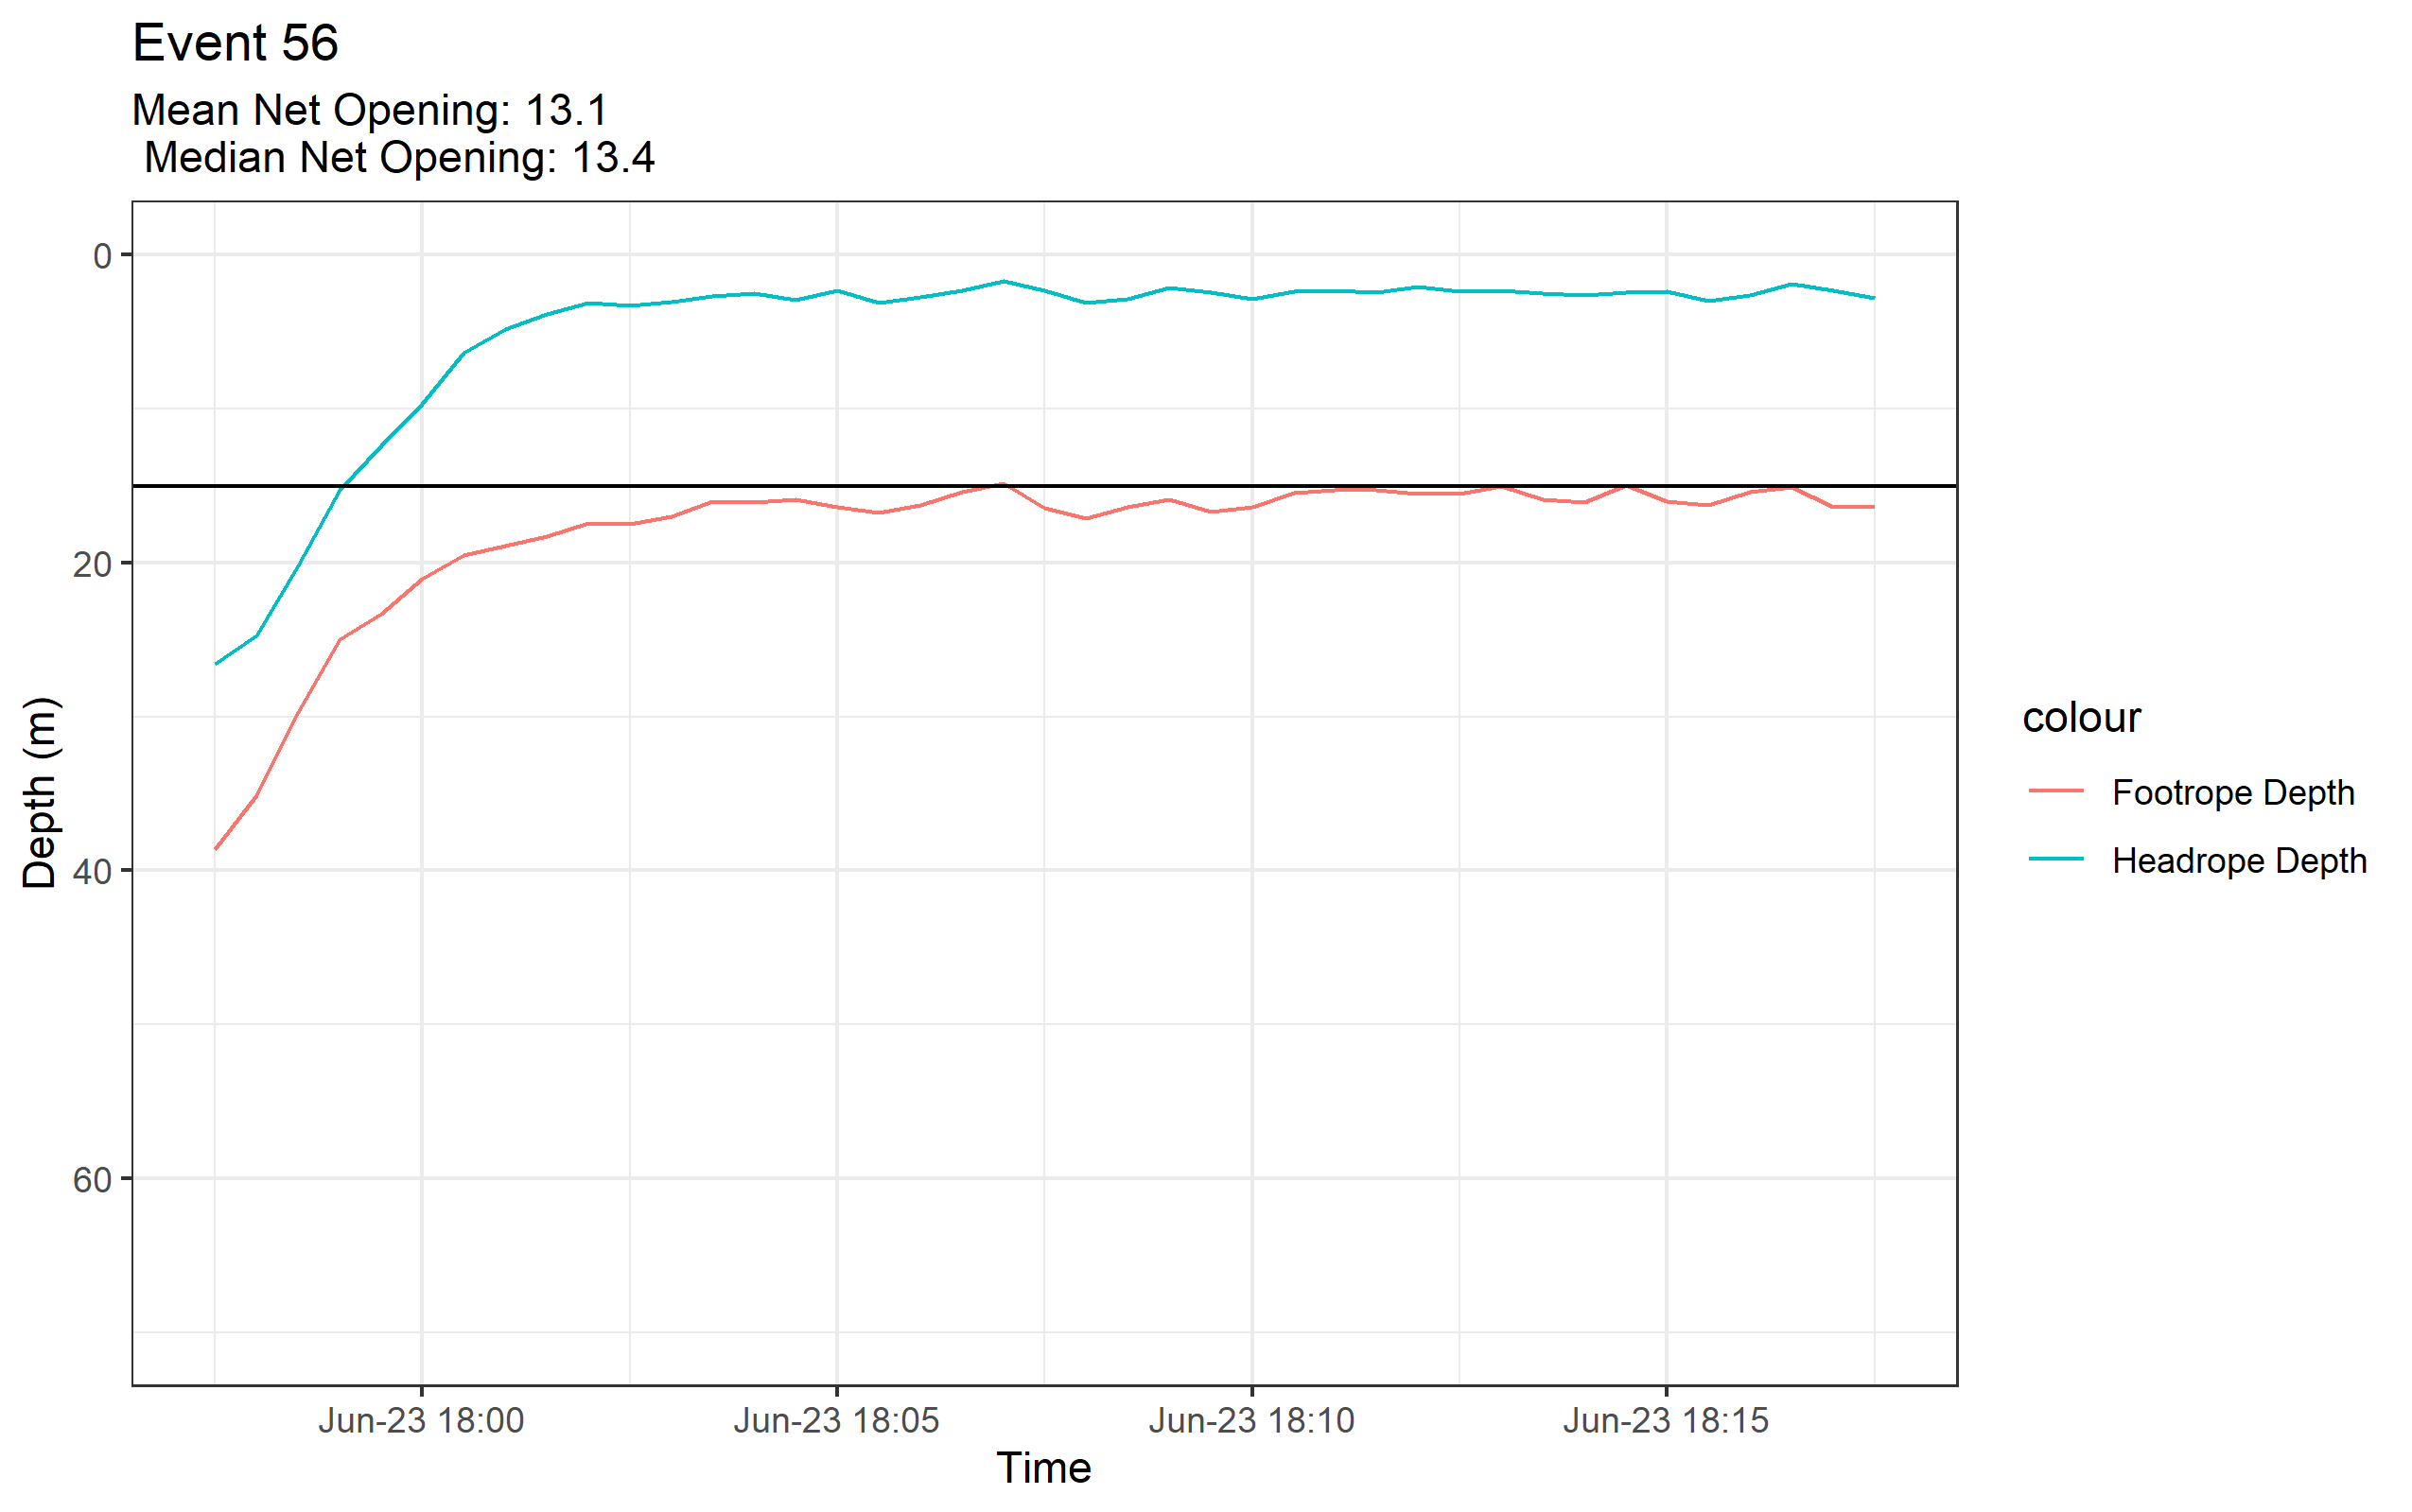 Event 56
Mean Net Opening: 13.1
Median Net Opening: 13.4
0
20
40
60
Depth (m)
Jun-23 18:00
Jun-23 18:05
Jun-23 18:10
Jun-23 18:15
Time
colour
Footrope Depth
Headrope Depth